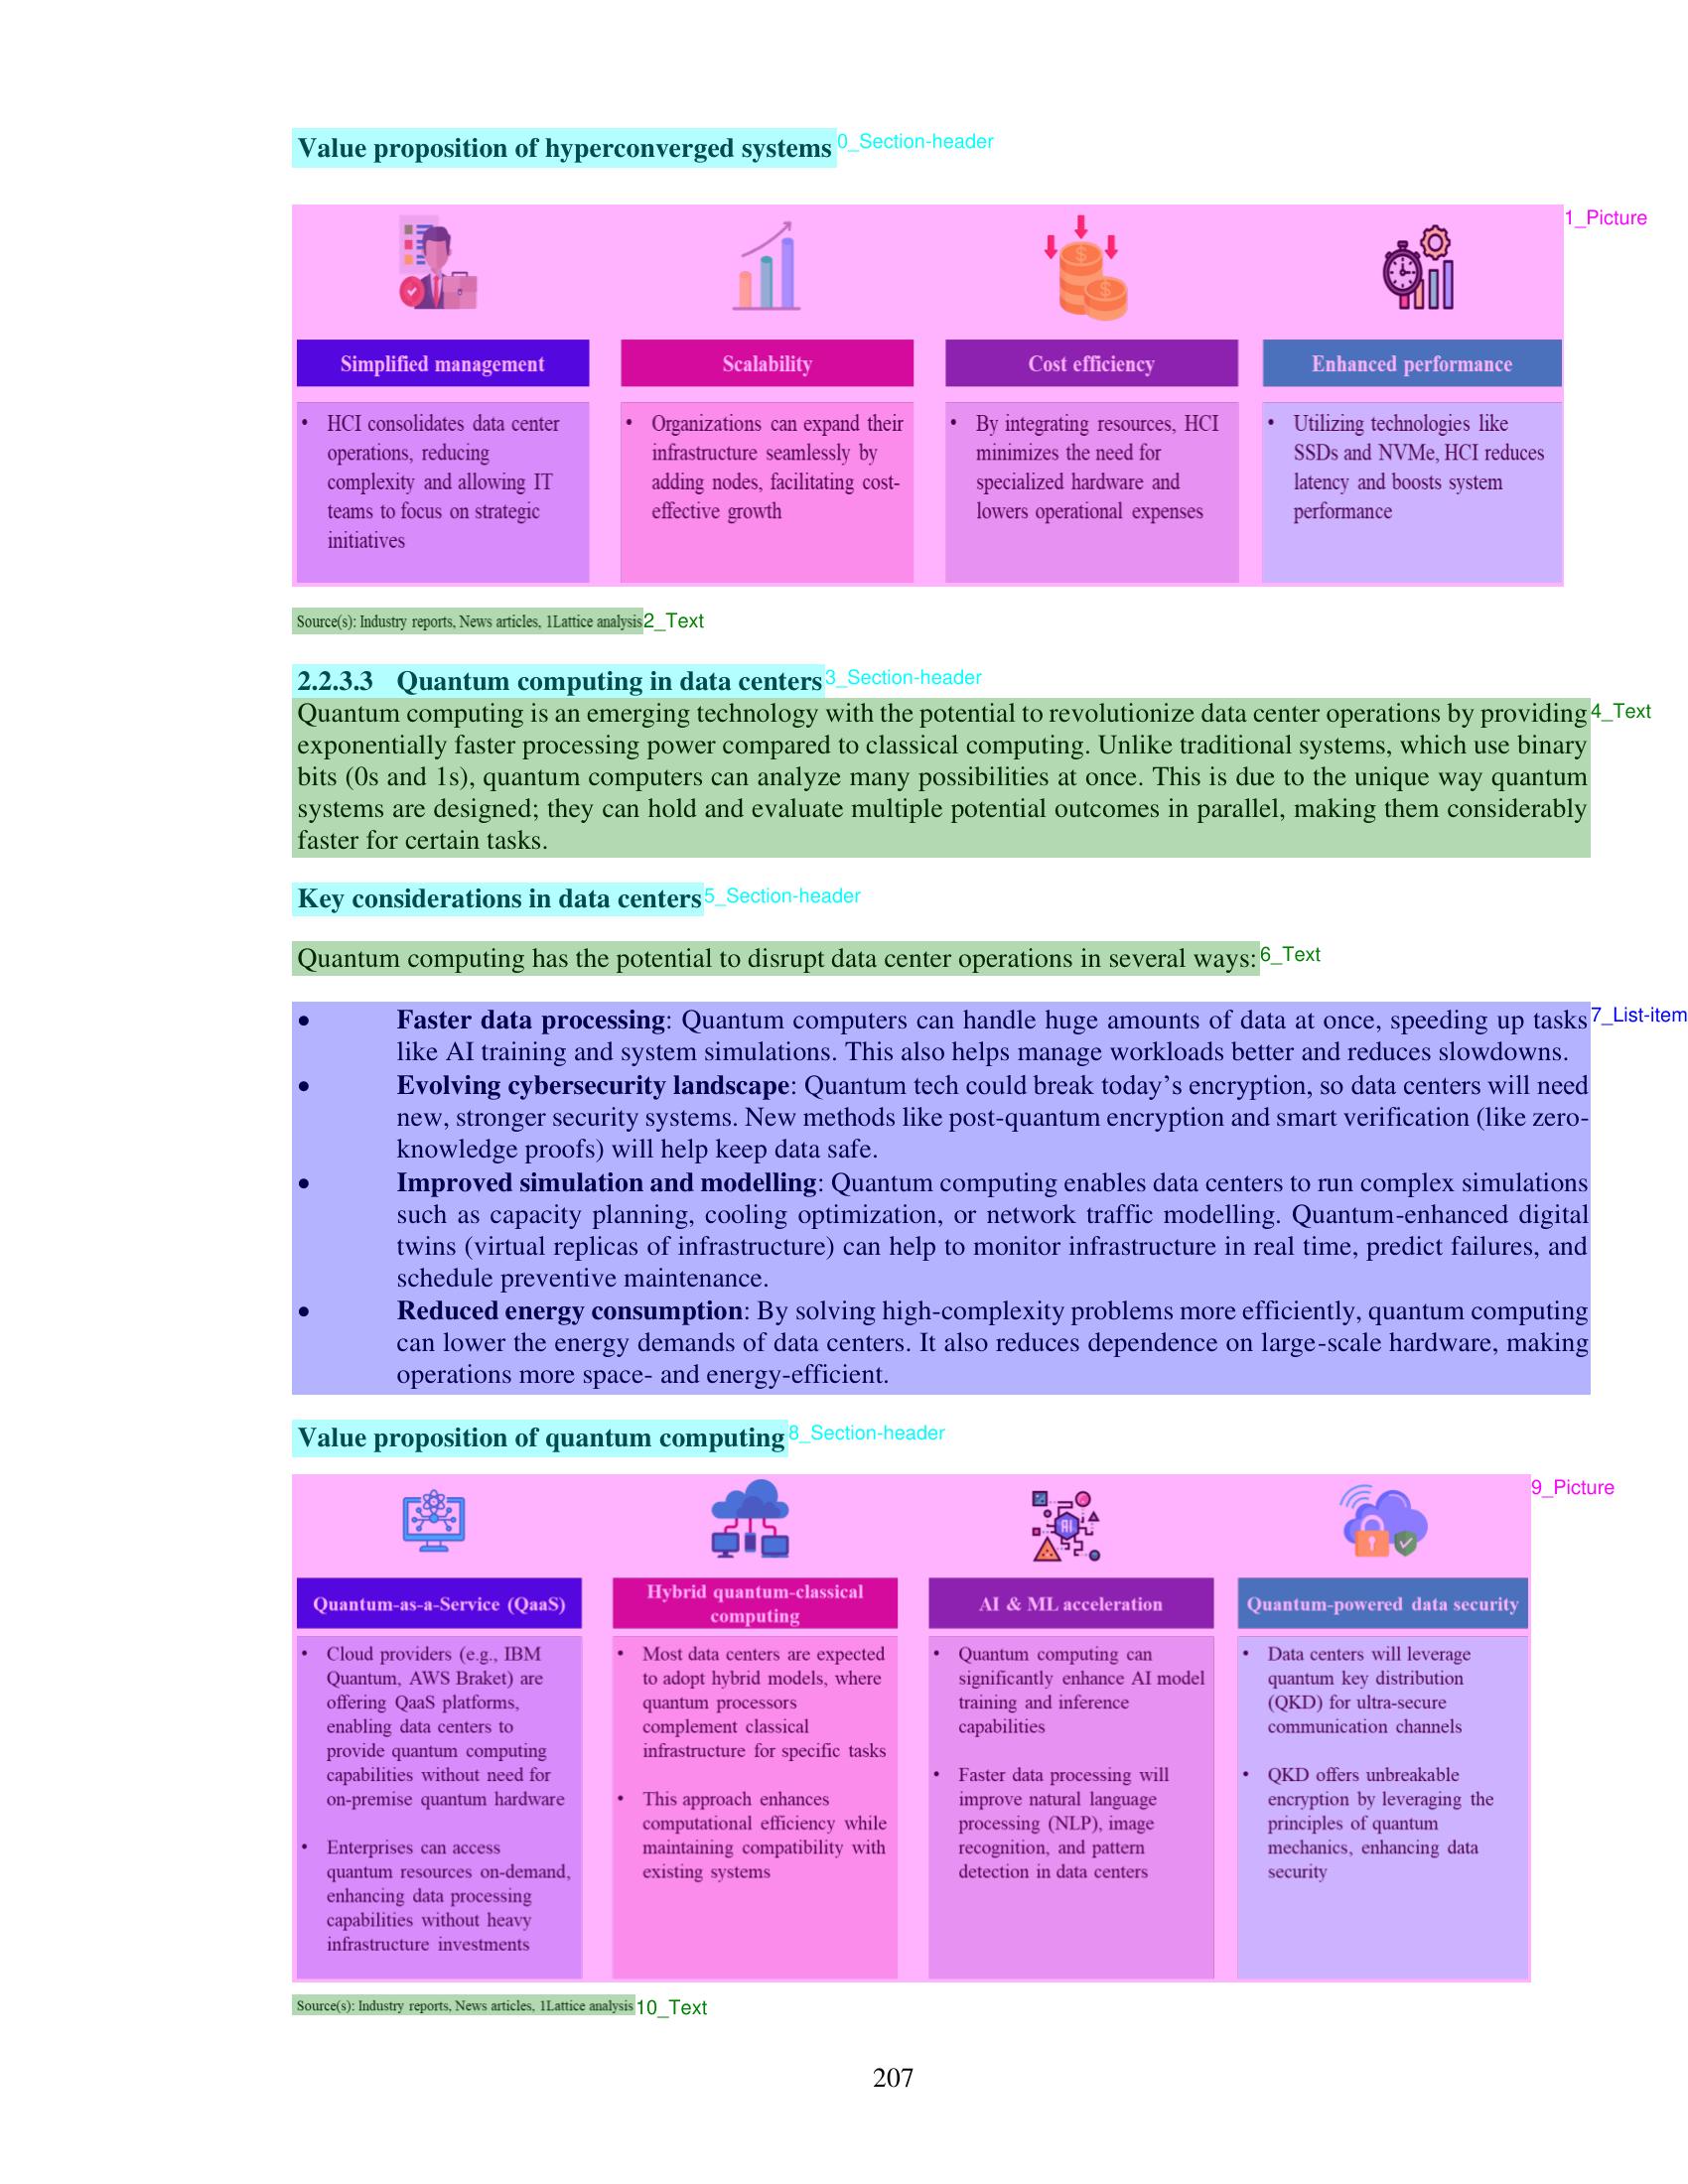 Value proposition of hyperconverged systems
0_Section-header
1_Picture
Simplified management
• HCI consolidates data center
operations, reducing
complexity and allowing IT
teams to focus on strategic
initiatives
Scalability
• Organizations can expand their
infrastructure seamlessly by
adding nodes, facilitating cost-
effective growth
Cost efficiency
• By integrating resources, HCI
minimizes the need for
specialized hardware and
lowers operational expenses
Enhanced performance
• Utilizing technologies like
SSDs and NVMe, HCI reduces
latency and boosts system
performance
Source(s): Industry reports, News articles, 1Lattice analysis
2_Text
2.2.3.3 Quantum computing in data centers
3_Section-header
Quantum computing is an emerging technology with the potential to revolutionize data center operations by providing
4_Text
exponentially faster processing power compared to classical computing. Unlike traditional systems, which use binary
bits (0s and 1s), quantum computers can analyze many possibilities at once. This is due to the unique way quantum
systems are designed; they can hold and evaluate multiple potential outcomes in parallel, making them considerably
faster for certain tasks.
Key considerations in data centers
5_Section-header
Quantum computing has the potential to disrupt data center operations in several ways:
6_Text
• Faster data processing: Quantum computers can handle huge amounts of data at once, speeding up tasks
7_List-item
like AI training and system simulations. This also helps manage workloads better and reduces slowdowns.
• Evolving cybersecurity landscape: Quantum tech could break today’s encryption, so data centers will need
new, stronger security systems. New methods like post-quantum encryption and smart verification (like zero-
knowledge proofs) will help keep data safe.
• Improved simulation and modelling: Quantum computing enables data centers to run complex simulations
such as capacity planning, cooling optimization, or network traffic modelling. Quantum-enhanced digital
twins (virtual replicas of infrastructure) can help to monitor infrastructure in real time, predict failures, and
schedule preventive maintenance.
• Reduced energy consumption: By solving high-complexity problems more efficiently, quantum computing
can lower the energy demands of data centers. It also reduces dependence on large-scale hardware, making
operations more space- and energy-efficient.
Value proposition of quantum computing
8_Section-header
9_Picture
AI
Quantum-as-a-Service (QaaS)
• Cloud providers (e.g., IBM
Quantum, AWS Braket) are
offering QaaS platforms,
enabling data centers to
provide quantum computing
capabilities without need for
on-premise quantum hardware
• Enterprises can access
quantum resources on-demand,
enhancing data processing
capabilities without heavy
infrastructure investments
Hybrid quantum-classical
computing
• Most data centers are expected
to adopt hybrid models, where
quantum processors
complement classical
infrastructure for specific tasks
• This approach enhances
computational efficiency while
maintaining compatibility with
existing systems
AI & ML acceleration
• Quantum computing can
significantly enhance AI model
training and inference
capabilities
• Faster data processing will
improve natural language
processing (NLP), image
recognition, and pattern
detection in data centers
Quantum-powered data security
• Data centers will leverage
quantum key distribution
(QKD) for ultra-secure
communication channels
• QKD offers unbreakable
encryption by leveraging the
principles of quantum
mechanics, enhancing data
security
Source(s): Industry reports, News articles, 1Lattice analysis
10_Text
207